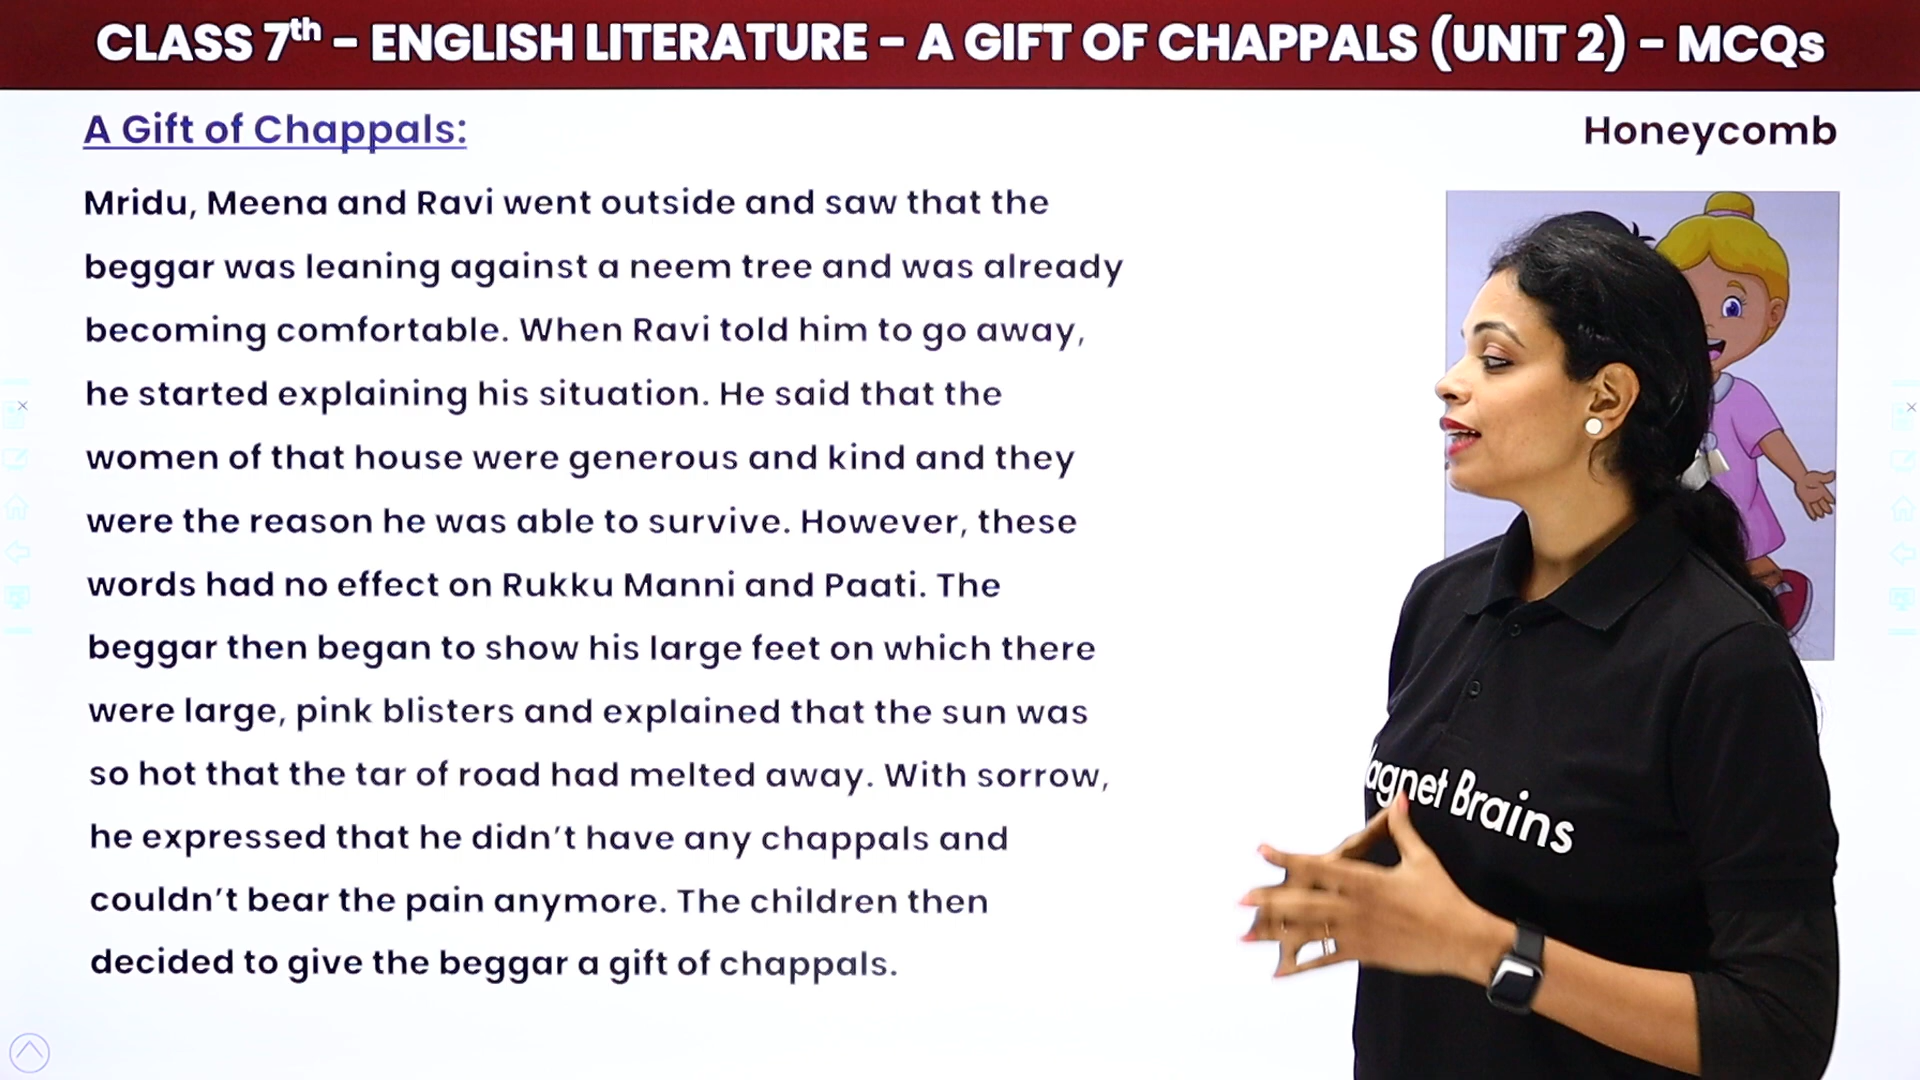 CLASS 7th - ENGLISH LITERATURE - A GIFT OF CHAPPALS (UNIT 2) - MCQs
A Gift of Chappals:
Honeycomb
Mridu, Meena and Ravi went outside and saw that the
beggar was leaning against a neem tree and was already
becoming comfortable. When Ravi told him to go away,
he started explaining his situation. He said that the
women of that house were generous and kind and they
were the reason he was able to survive. However, these
words had no effect on Rukku Manni and Paati. The
beggar then began to show his large feet on which there
were large, pink blisters and explained that the sun was
so hot that the tar of road had melted away. With sorrow,
he expressed that he didn't have any chappals and
couldn't bear the pain anymore. The children then
decided to give the beggar a gift of chappals.
agnet Brains